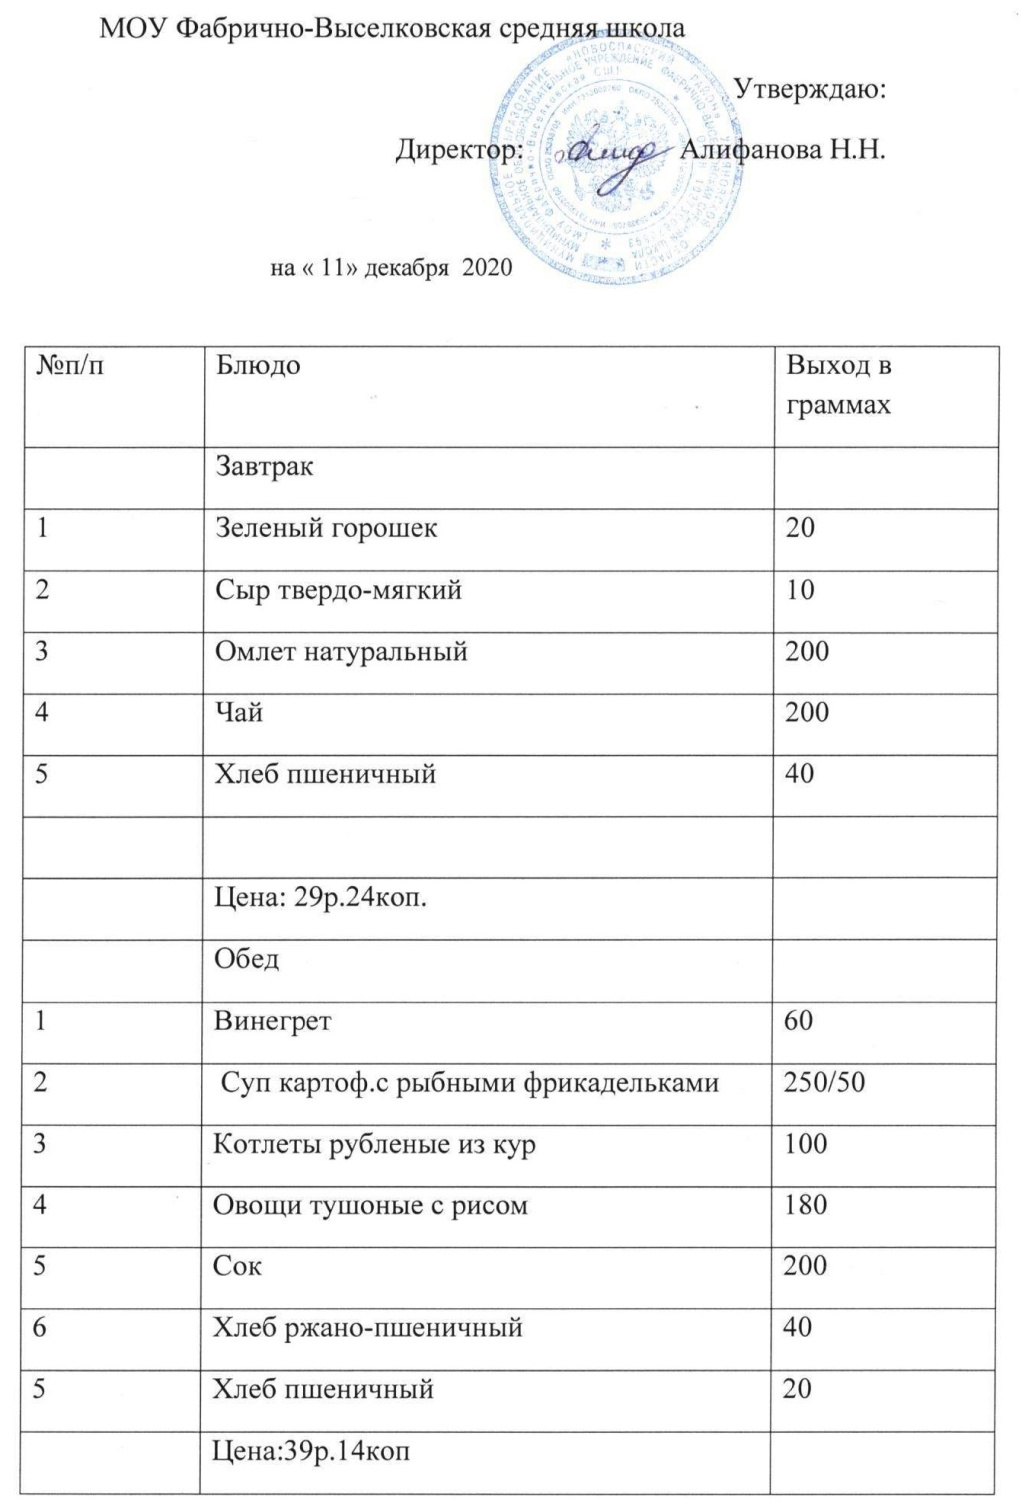 МОУ Фабрично-Выселковская средняя школа
Утверждаю:
Директор: Алифанова Н.Н.
на « 11» декабря 2020
№п/п Блюдо Выход в
граммах
Завтрак
1 Зеленый горошек 20
2 Сыр твердо-мягкий 10
3 Омлет натуральный 200
4 Чай 200
5 Хлеб пшеничный 40
Цена: 29р.24коп.
Обед
1 Винегрет 60
2 Суп картоф.с рыбными фрикадельками 250/50
3 Котлеты рубленые из кур 100
4 Овощи тушоные с рисом 180
5 Сок 200
6 Хлеб ржано-пшеничный 40
5 Хлеб пшеничный 20
Цена:39р.14коп